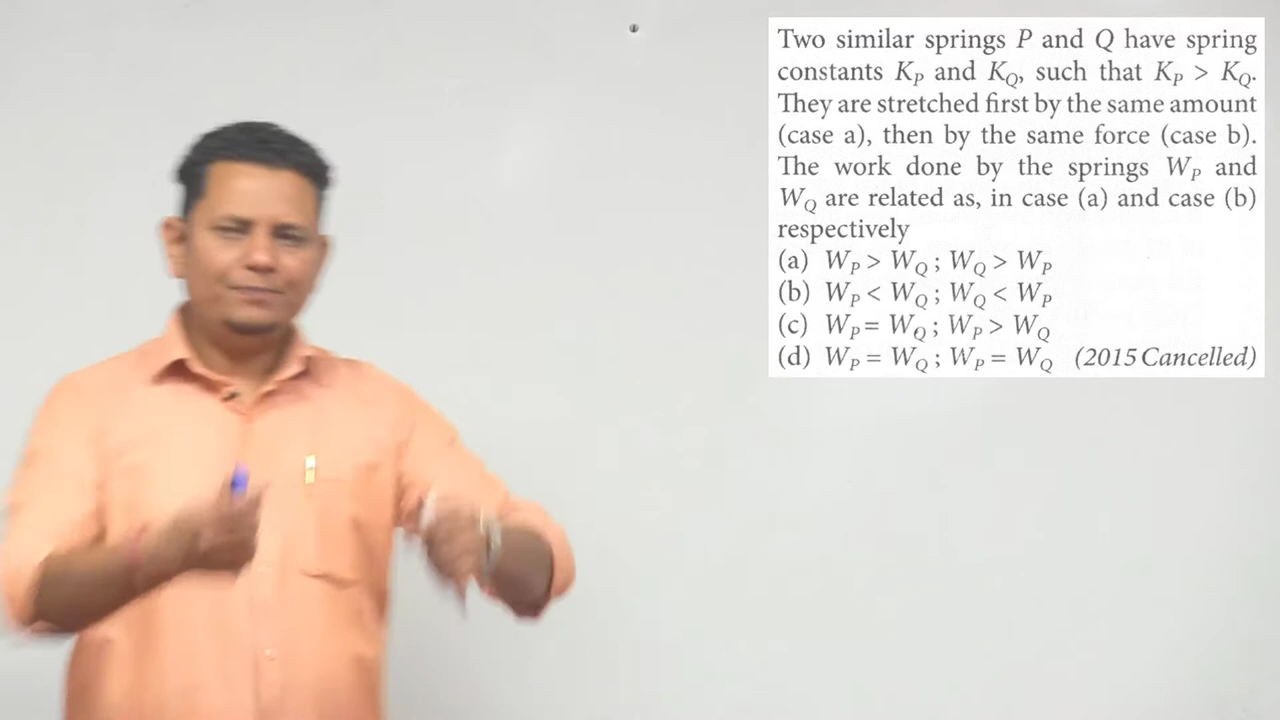 Two similar springs P and Q have spring
constants K_P and K_Q, such that K_P > K_Q.
They are stretched first by the same amount
(case a), then by the same force (case b).
The work done by the springs W_P and
W_Q are related as, in case (a) and case (b)
respectively
(a) W_P > W_Q ; W_Q > W_P
(b) W_P < W_Q ; W_Q < W_P
(c) W_P = W_Q ; W_P > W_Q
(d) W_P = W_Q ; W_P = W_Q (2015 Cancelled)